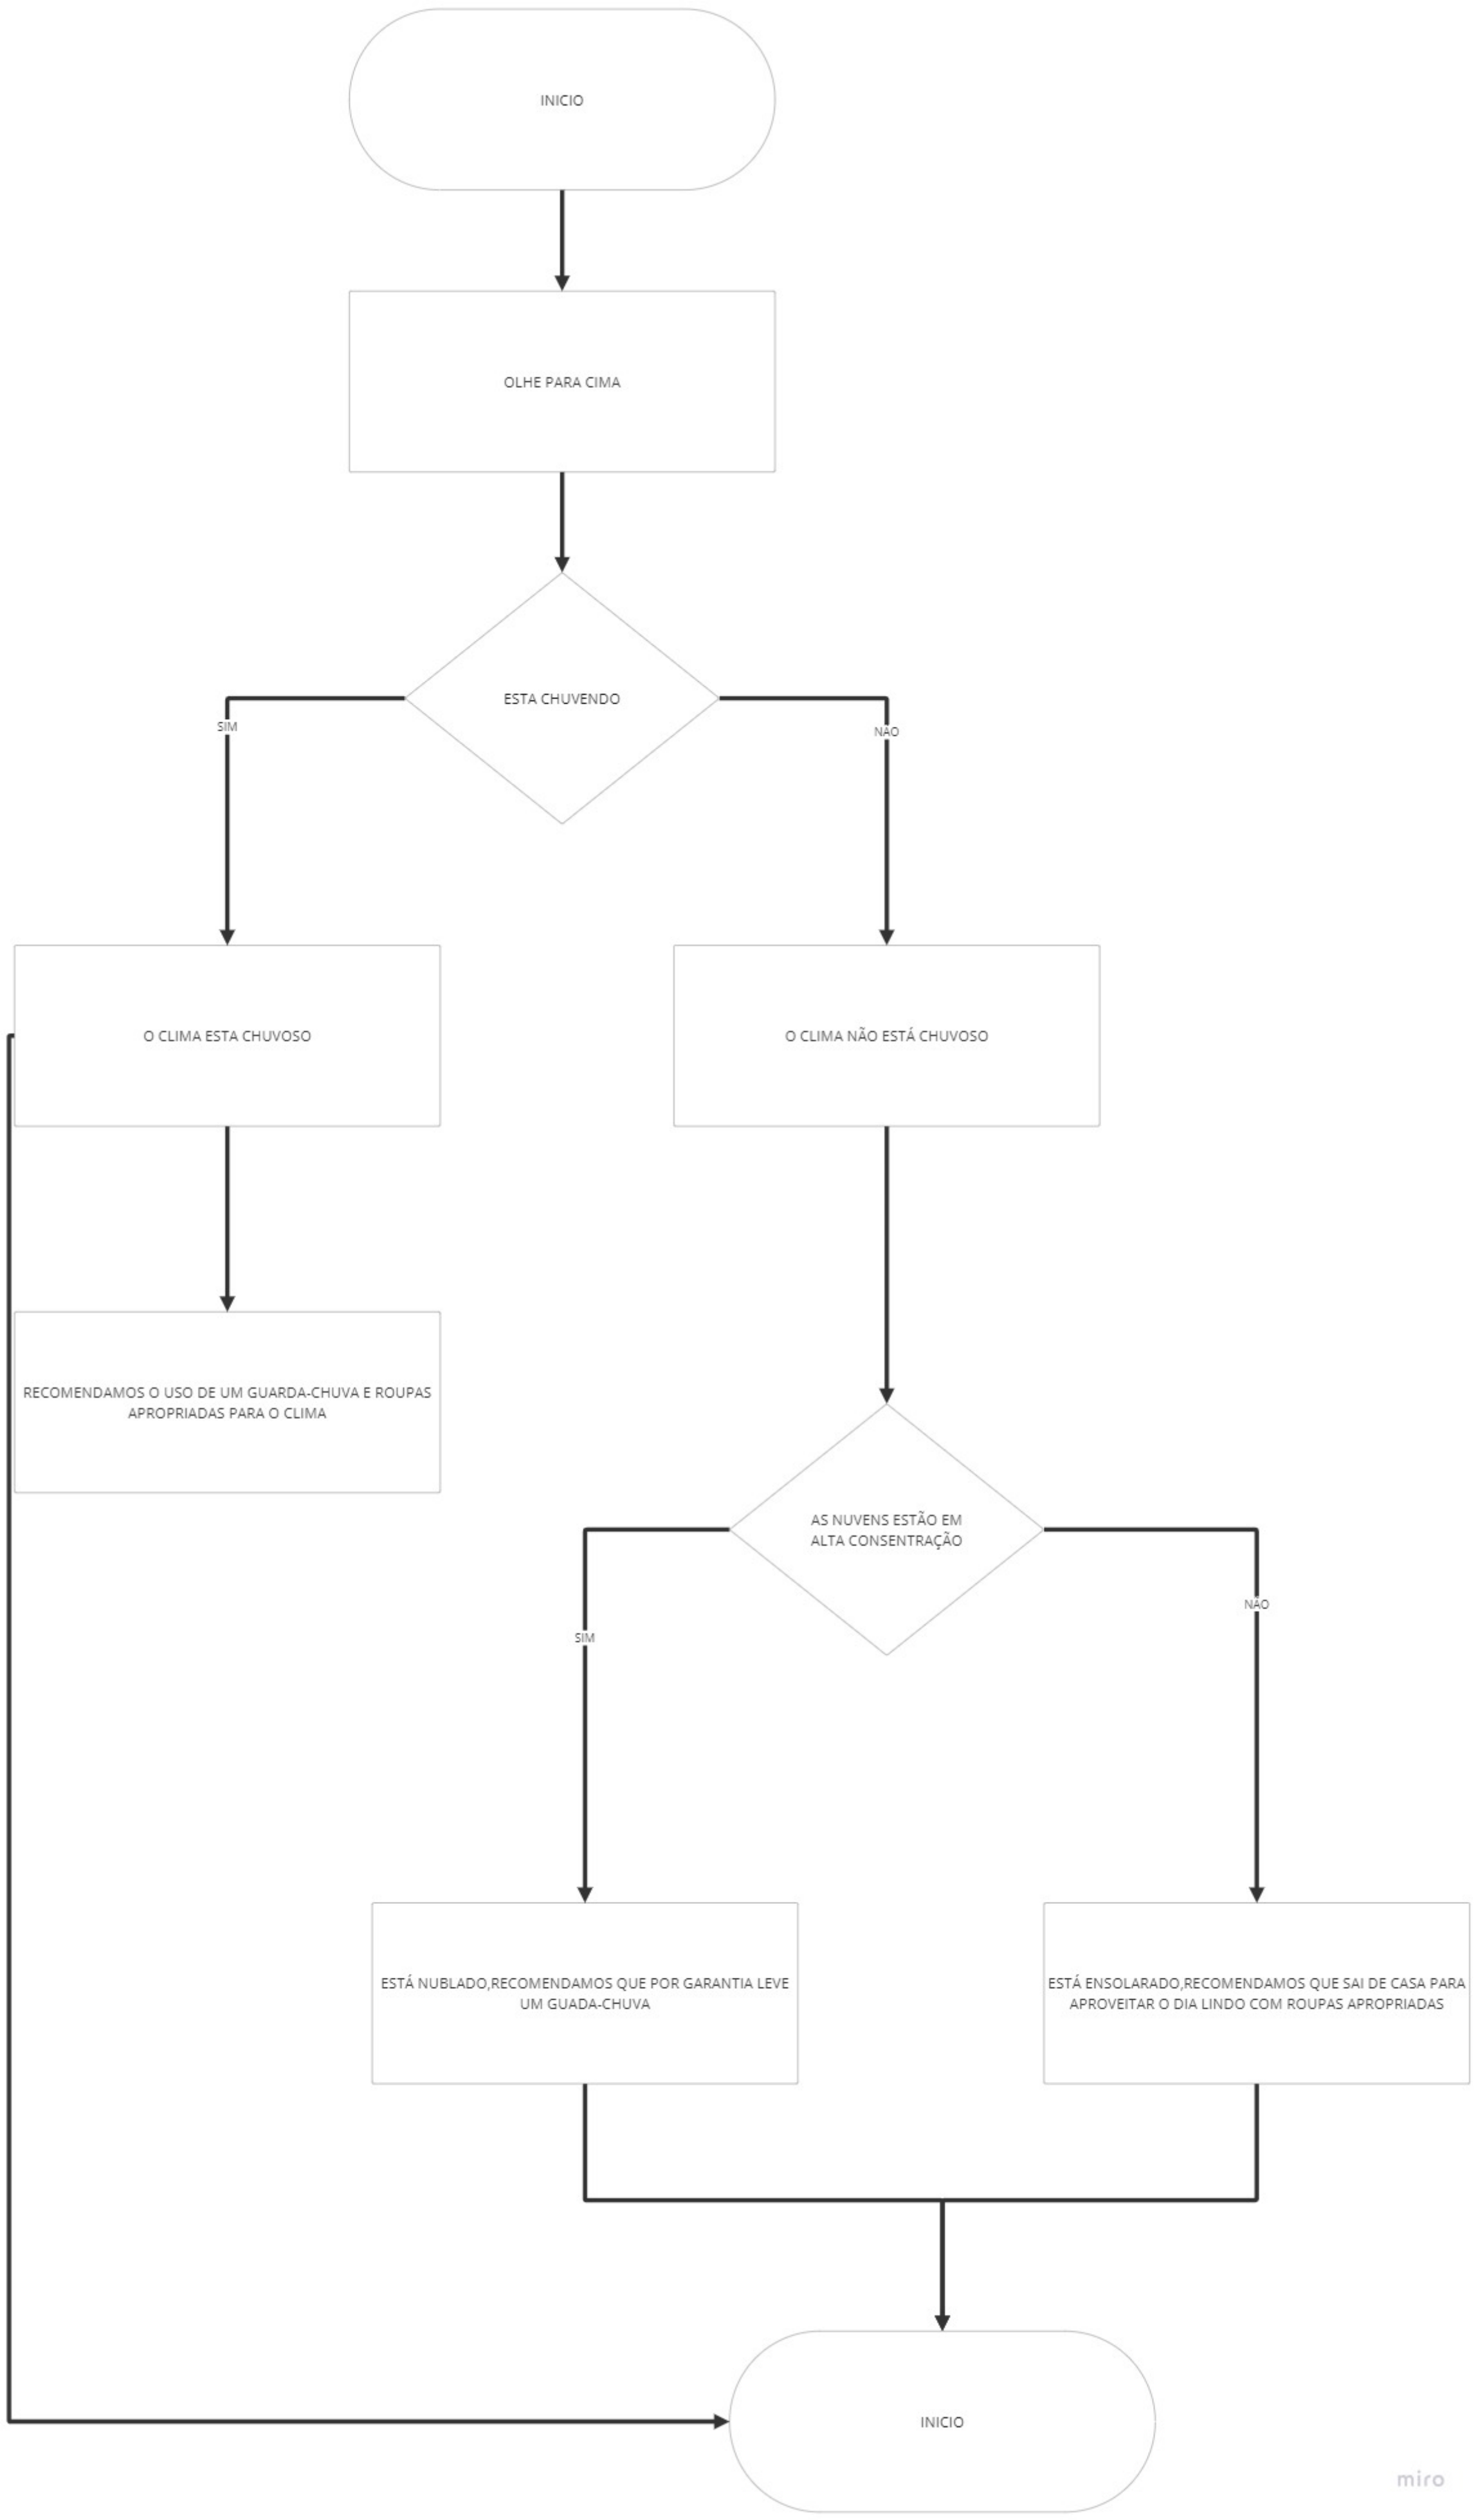 INICIO
OLHE PARA CIMA
ESTA CHUVENDO
SIM
NÃO
O CLIMA ESTA CHUVOSO
O CLIMA NÃO ESTÁ CHUVOSO
RECOMENDAMOS O USO DE UM GUARDA-CHUVA E ROUPAS
APROPRIADAS PARA O CLIMA
AS NUVENS ESTÃO EM
ALTA CONSENTRAÇÃO
SIM
NÃO
ESTÁ NUBLADO,RECOMENDAMOS QUE POR GARANTIA LEVE
UM GUADA-CHUVA
ESTÁ ENSOLARADO,RECOMENDAMOS QUE SAI DE CASA PARA
APROVEITAR O DIA LINDO COM ROUPAS APROPRIADAS
INICIO
miro